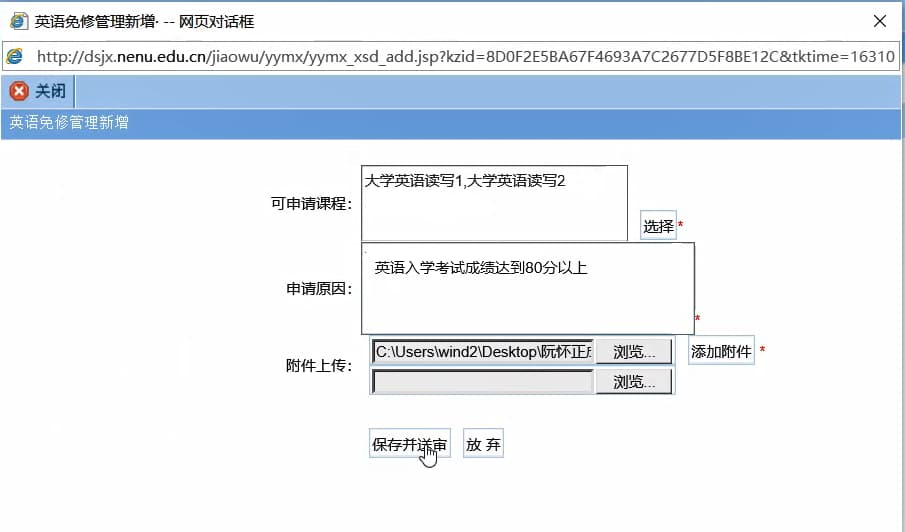 英语免修管理新增· -- 网页对话框
http://dsjx.nenu.edu.cn/jiaowu/yymx/yymx_xsd_add.jsp?kzid=8D0F2E5BA67F4693A7C2677D5F8BE12C&tktime=16310
关闭
英语免修管理新增
可申请课程： 大学英语读写1,大学英语读写2
选择 *
申请原因： 英语入学考试成绩达到80分以上
*
附件上传： C:\Users\wind2\Desktop\阮怀正 浏览... 添加附件 *
浏览...
保存并送审 放 弃